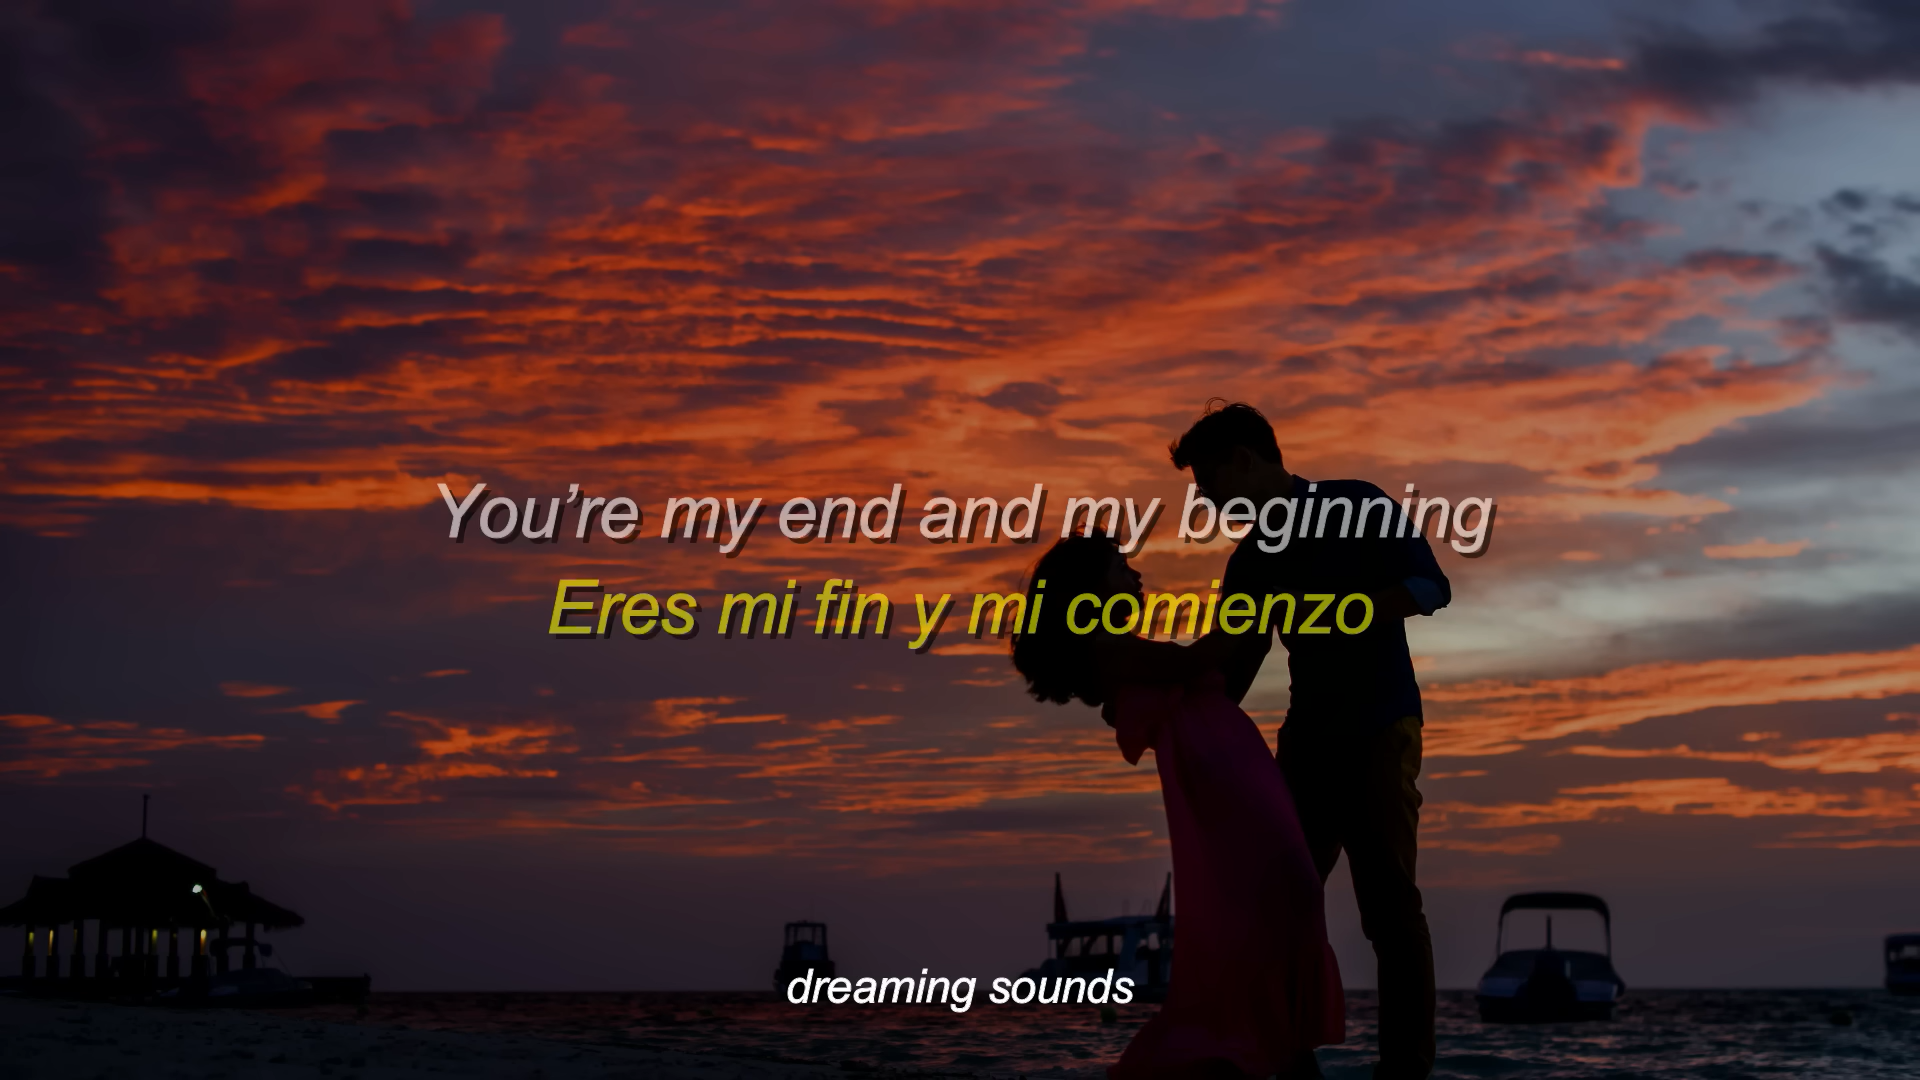 You’re my end and my beginning
Eres mi fin y mi comienzo
dreaming sounds